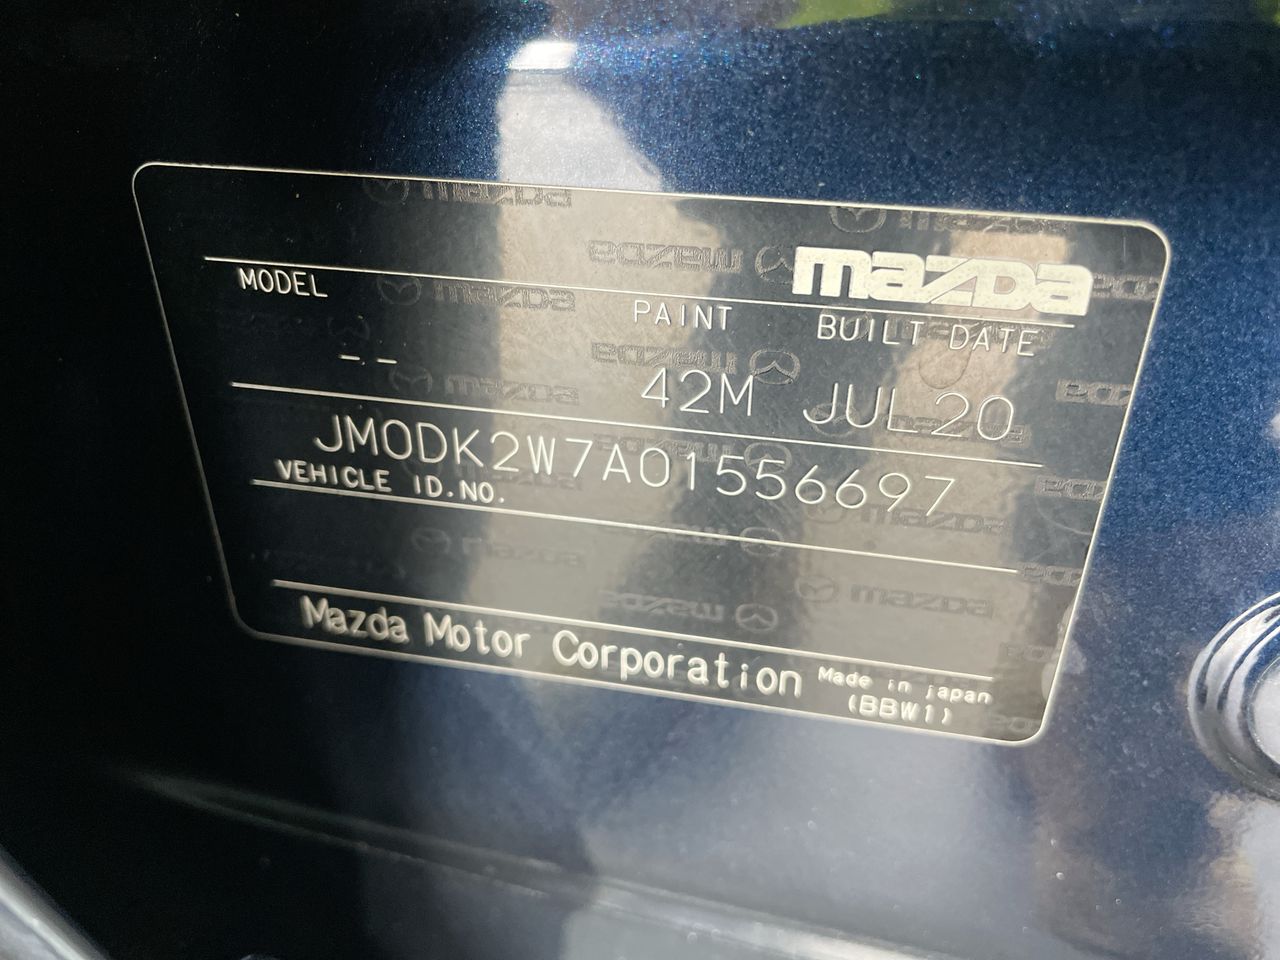 mazda
MODEL PAINT BUILT DATE
-- 42M JUL20
JM0DK2W7A01556697
VEHICLE ID.NO.
Mazda Motor Corporation Made in japan
(BBW1)